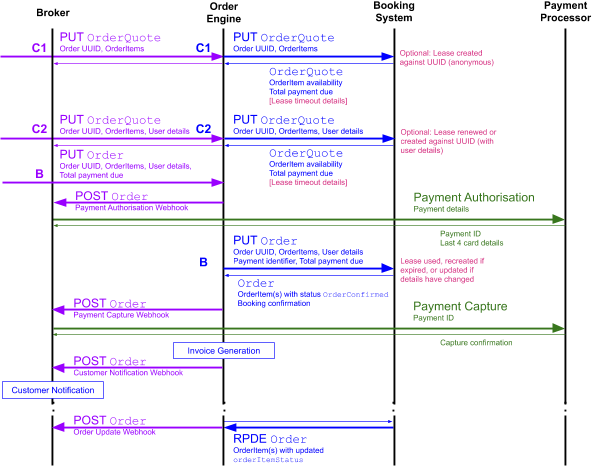 Broker
Order
Engine
Booking
System
Payment
Processor
C1
PUT OrderQuote
Order UUID, OrderItems
C1
PUT OrderQuote
Order UUID, OrderItems
Optional: Lease created
against UUID (anonymous)
OrderQuote
OrderItem availability
Total payment due
[Lease timeout details]
C2
PUT OrderQuote
Order UUID, OrderItems, User details
C2
PUT OrderQuote
Order UUID, OrderItems, User details
Optional: Lease renewed or
created against UUID (with
user details)
B
PUT Order
Order UUID, OrderItems, User details,
Total payment due
OrderQuote
OrderItem availability
Total payment due
[Lease timeout details]
POST Order
Payment Authorisation Webhook
Payment Authorisation
Payment details
Payment ID
Last 4 card details
B
PUT Order
Order UUID, OrderItems, User details
Payment identifier, Total payment due
Lease used, recreated if
expired, or updated if
details have changed
Order
OrderItem(s) with status OrderConfirmed
Booking confirmation
POST Order
Payment Capture Webhook
Payment Capture
Payment ID
Capture confirmation
Invoice Generation
POST Order
Customer Notification Webhook
Customer Notification
POST Order
Order Update Webhook
RPDE Order
OrderItem(s) with updated
orderItemStatus